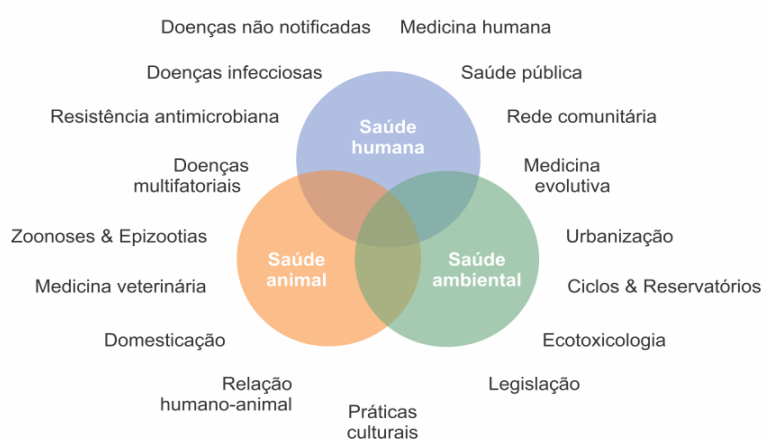 Doenças não notificadas
Medicina humana
Doenças infecciosas
Saúde pública
Resistência antimicrobiana
Rede comunitária
Saúde
humana
Doenças
multifatoriais
Medicina
evolutiva
Zoonoses & Epizootias
Urbanização
Saúde
animal
Saúde
ambiental
Medicina veterinária
Ciclos & Reservatórios
Domesticação
Ecotoxicologia
Relação
humano-animal
Legislação
Práticas
culturais